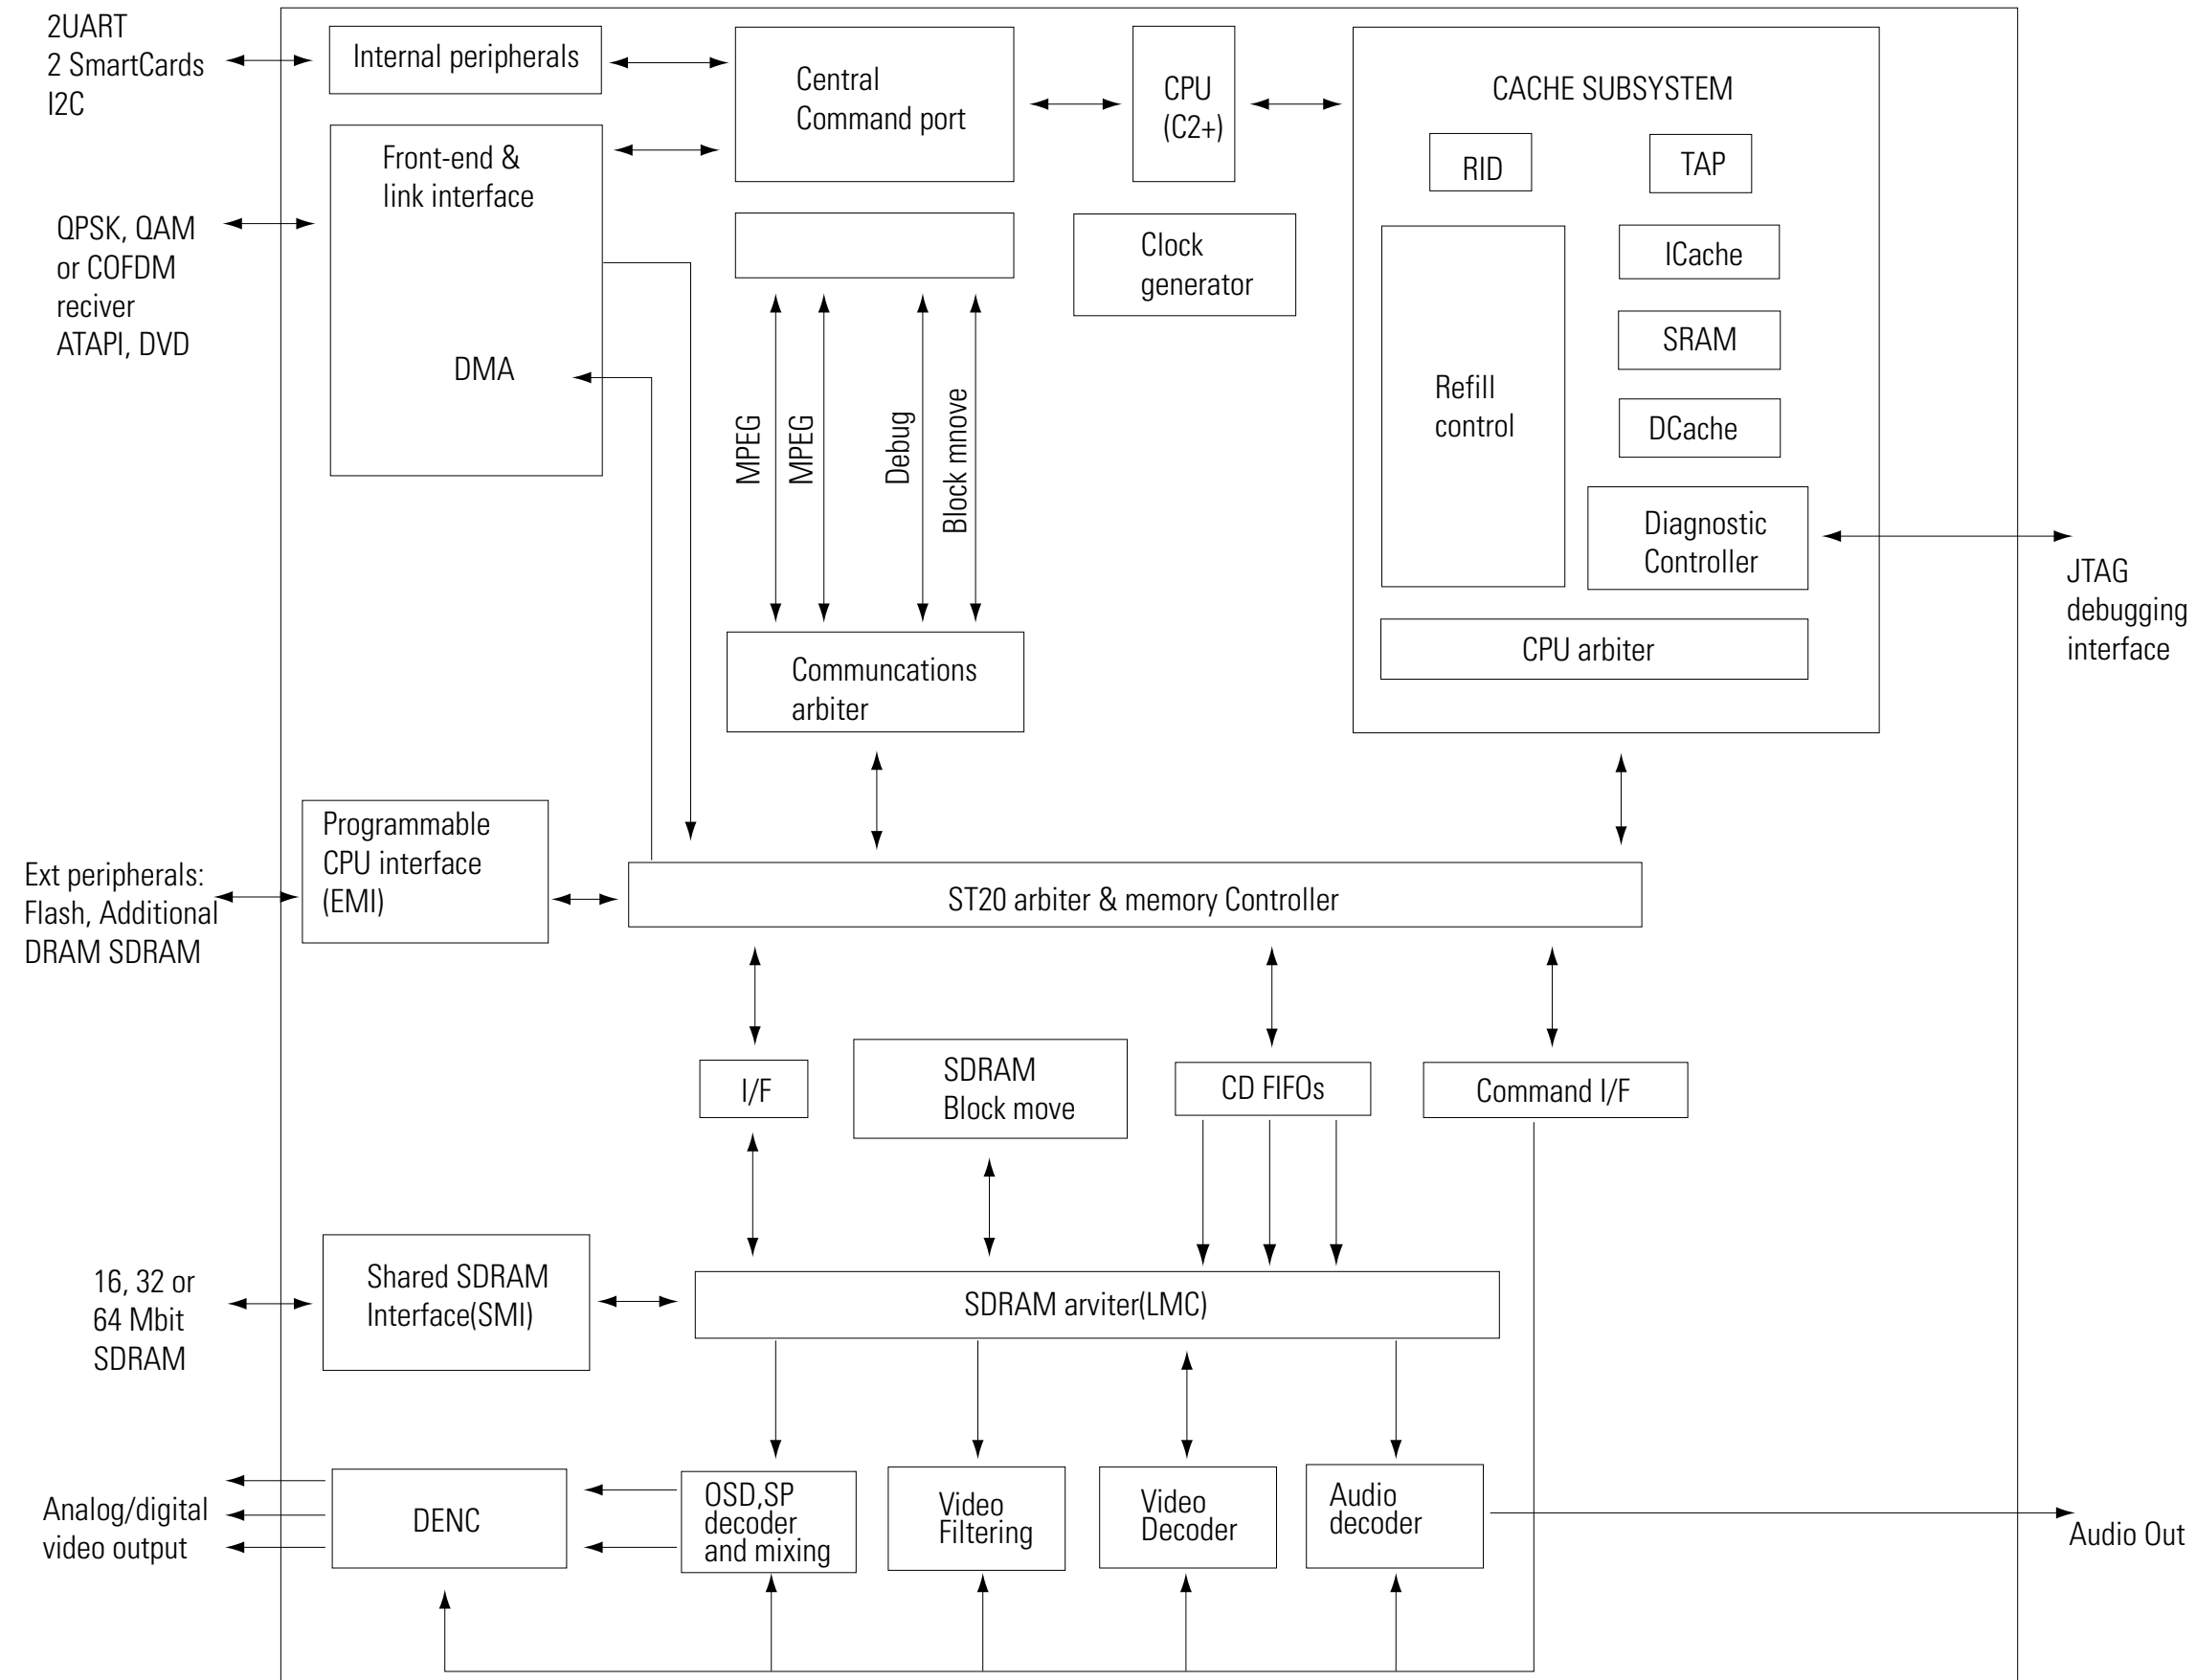 2UART
2 SmartCards
I2C
Internal peripherals
Central
Command port
CPU
(C2+)
CACHE SUBSYSTEM
RID
TAP
Front-end &
link interface
DMA
QPSK, QAM
or COFDM
reciver
ATAPI, DVD
Clock
generator
ICache
SRAM
DCache
Refill
control
Diagnostic
Controller
CPU arbiter
JTAG
debugging
interface
MPEG
MPEG
Debug
Block mnove
Communcations
arbiter
Programmable
CPU interface
(EMI)
Ext peripherals:
Flash, Additional
DRAM SDRAM
ST20 arbiter & memory Controller
I/F
SDRAM
Block move
CD FIFOs
Command I/F
16, 32 or
64 Mbit
SDRAM
Shared SDRAM
Interface(SMI)
SDRAM arviter(LMC)
Analog/digital
video output
DENC
OSD,SP
decoder
and mixing
Video
Filtering
Video
Decoder
Audio
decoder
Audio Out